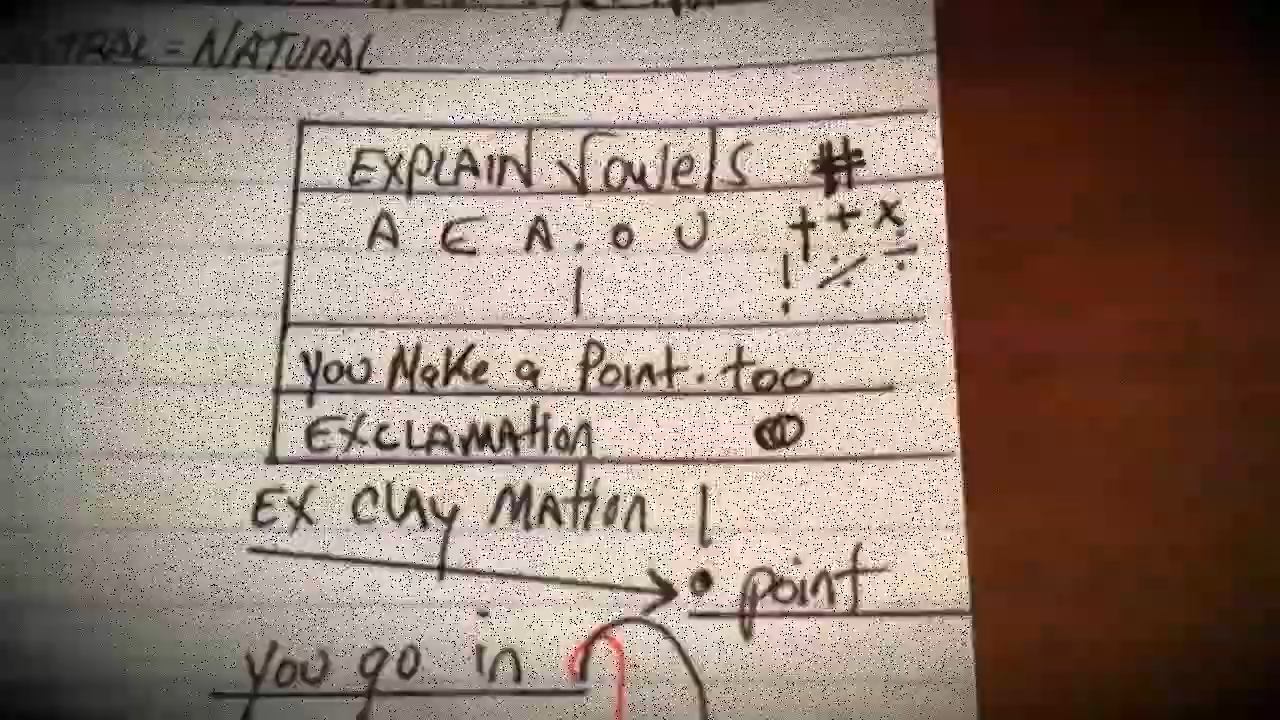 TRAL = NATURAL
EXPLAIN Vowels #
A E A . O U + + x
| ! ÷ ÷
You Make a Point. too
EXCLAMATION
EX CLAY MATION !
point
you go in